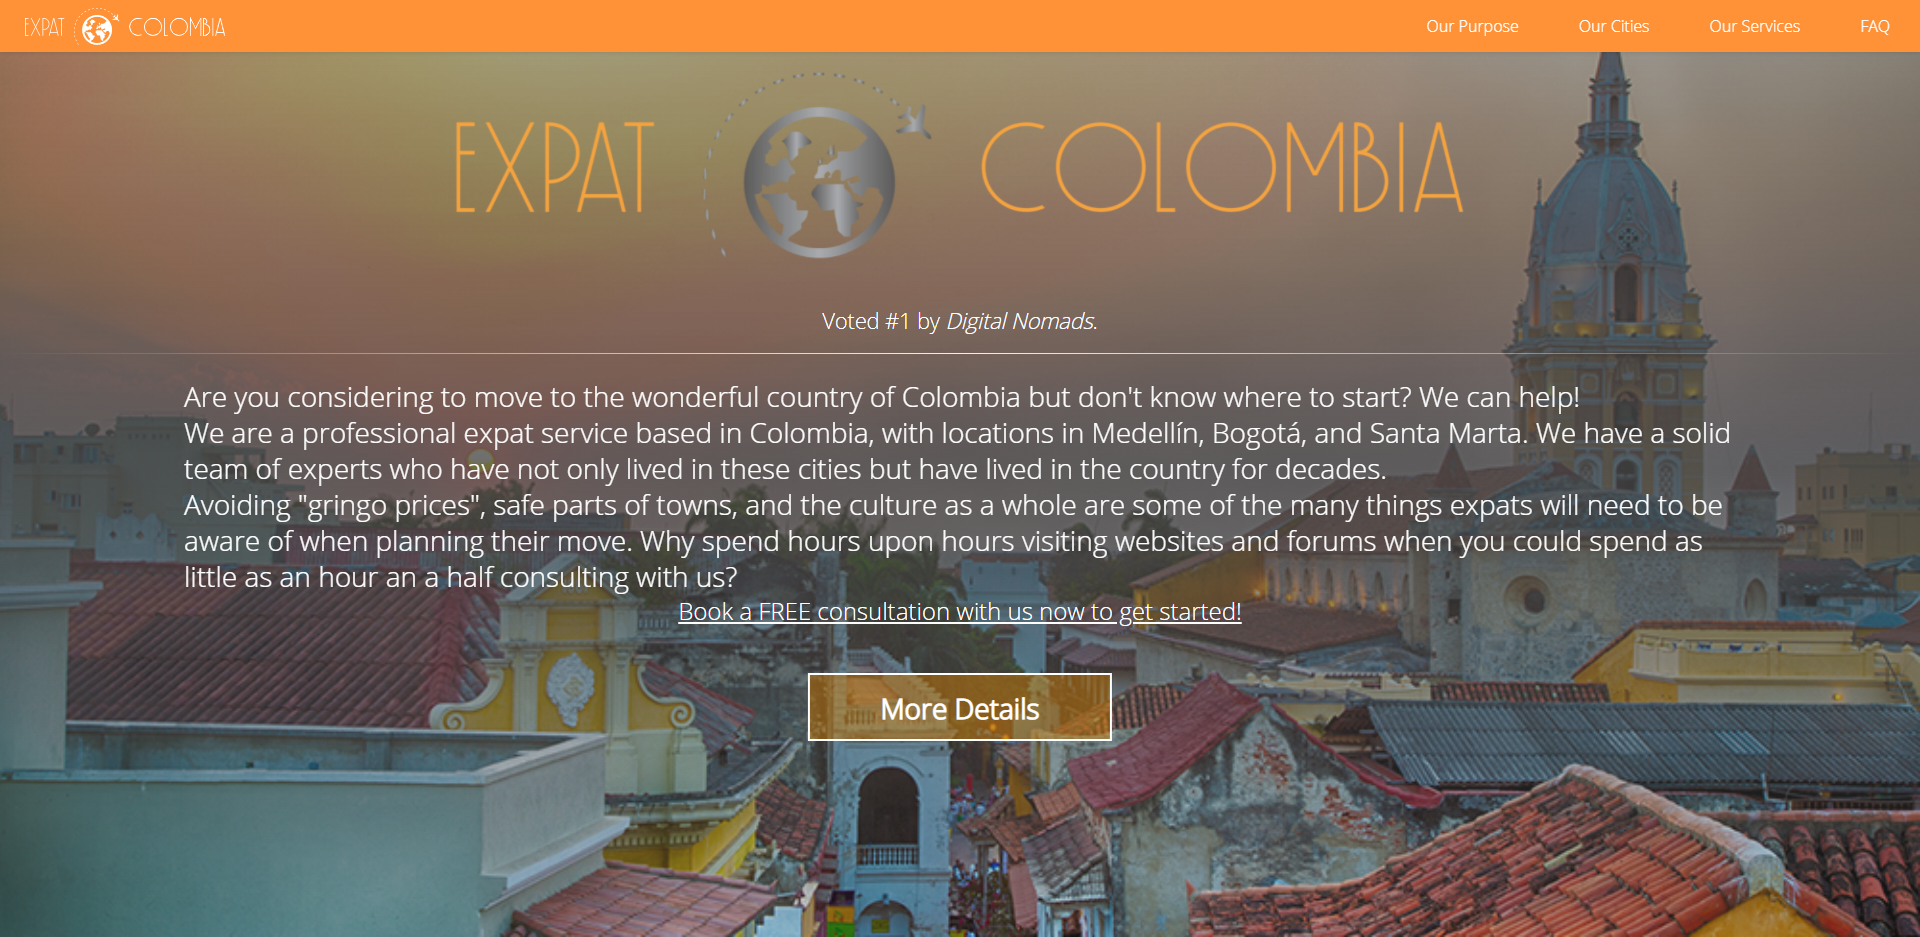 EXPAT COLOMBIA
Our Purpose Our Cities Our Services FAQ
EXPAT COLOMBIA
Voted #1 by Digital Nomads.
Are you considering to move to the wonderful country of Colombia but don't know where to start? We can help!
We are a professional expat service based in Colombia, with locations in Medellín, Bogotá, and Santa Marta. We have a solid
team of experts who have not only lived in these cities but have lived in the country for decades.
Avoiding "gringo prices", safe parts of towns, and the culture as a whole are some of the many things expats will need to be
aware of when planning their move. Why spend hours upon hours visiting websites and forums when you could spend as
little as an hour an a half consulting with us?
Book a FREE consultation with us now to get started!
More Details